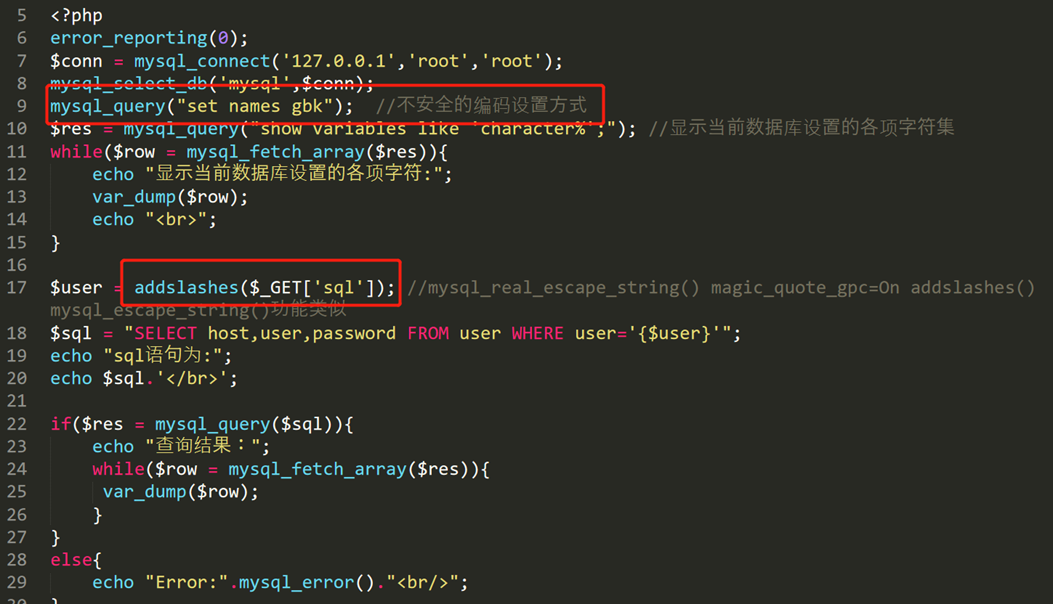 5 <?php
6 error_reporting(0);
7 $conn = mysql_connect('127.0.0.1','root','root');
8 mysql_select_db('mysql',$conn);
9 mysql_query("set names gbk");  //不安全的编码设置方式
10 $res = mysql_query("show variables like 'character%';"); //显示当前数据库设置的各项字符集
11 while($row = mysql_fetch_array($res)){
12     echo "显示当前数据库设置的各项字符:";
13     var_dump($row);
14     echo "<br>";
15 }
16
17 $user = addslashes($_GET['sql']); //mysql_real_escape_string() magic_quote_gpc=On addslashes()
mysql_escape_string()功能类似
18 $sql = "SELECT host,user,password FROM user WHERE user='{$user}'";
19 echo "sql语句为:";
20 echo $sql.'</br>';
21
22 if($res = mysql_query($sql)){
23     echo "查询结果：";
24     while($row = mysql_fetch_array($res)){
25      var_dump($row);
26     }
27 }
28 else{
29     echo "Error:".mysql_error()."<br/>";
30 }